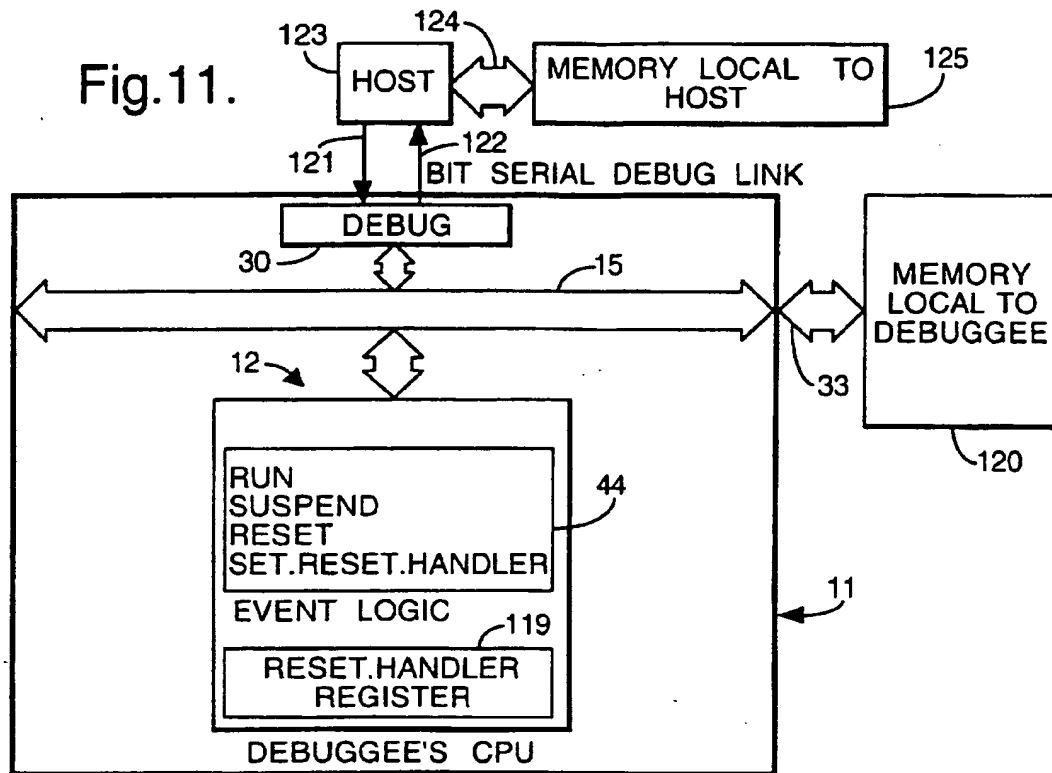 Fig.11.
123
HOST
124
MEMORY LOCAL TO
HOST
125
121
122
BIT SERIAL DEBUG LINK
DEBUG
30
15
MEMORY
LOCAL TO
DEBUGGEE
33
120
12
RUN
SUSPEND
RESET
SET.RESET.HANDLER
44
EVENT LOGIC
119
RESET.HANDLER
REGISTER
11
DEBUGGEE'S CPU